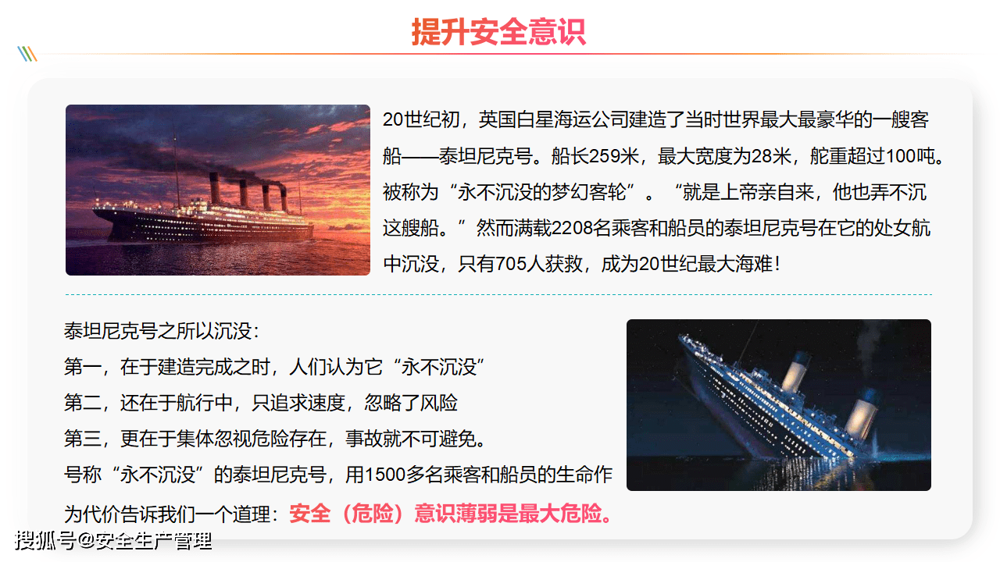 提升安全意识
20世纪初，英国白星海运公司建造了当时世界最大最豪华的一艘客
船——泰坦尼克号。船长259米，最大宽度为28米，舵重超过100吨。
被称为“永不沉没的梦幻客轮”。“就是上帝亲自来，他也弄不沉
这艘船。”然而满载2208名乘客和船员的泰坦尼克号在它的处女航
中沉没，只有705人获救，成为20世纪最大海难！
泰坦尼克号之所以沉没：
第一，在于建造完成之时，人们认为它“永不沉没”
第二，还在于航行中，只追求速度，忽略了风险
第三，更在于集体忽视危险存在，事故就不可避免。
号称“永不沉没”的泰坦尼克号，用1500多名乘客和船员的生命作
为代价告诉我们一个道理：安全（危险）意识薄弱是最大危险。
搜狐号@安全生产管理